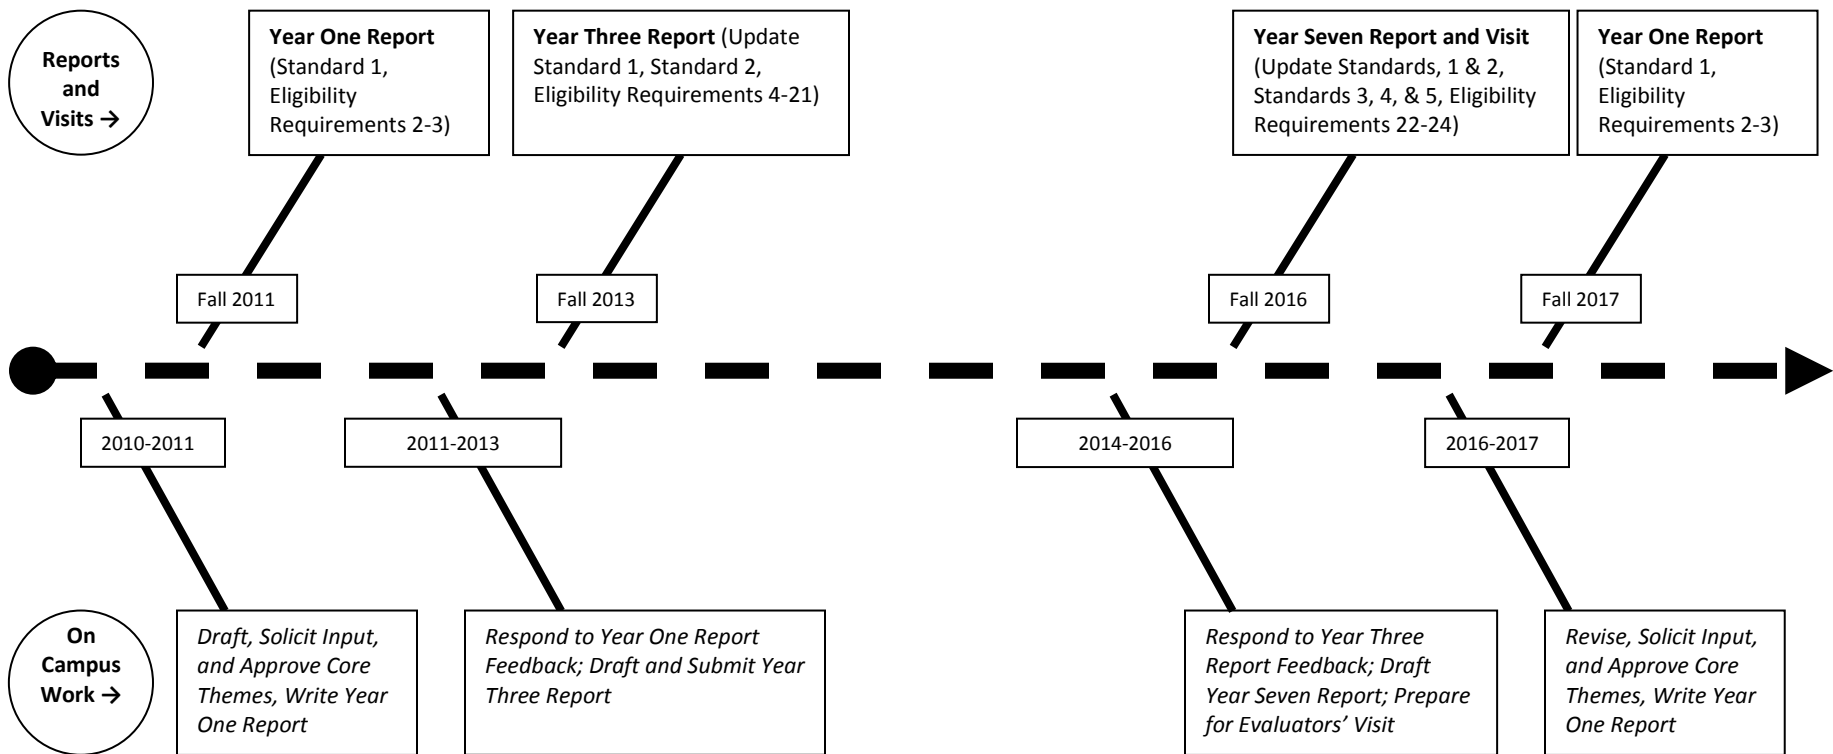 Reports
and
Visits →
Year One Report
(Standard 1,
Eligibility
Requirements 2-3)
Year Three Report (Update
Standard 1, Standard 2,
Eligibility Requirements 4-21)
Year Seven Report and Visit
(Update Standards, 1 & 2,
Standards 3, 4, & 5, Eligibility
Requirements 22-24)
Year One Report
(Standard 1,
Eligibility
Requirements 2-3)
Fall 2011
Fall 2013
Fall 2016
Fall 2017
2010-2011
2011-2013
2014-2016
2016-2017
On
Campus
Work →
Draft, Solicit Input,
and Approve Core
Themes, Write Year
One Report
Respond to Year One Report
Feedback; Draft and Submit Year
Three Report
Respond to Year Three
Report Feedback; Draft
Year Seven Report; Prepare
for Evaluators’ Visit
Revise, Solicit Input,
and Approve Core
Themes, Write Year
One Report